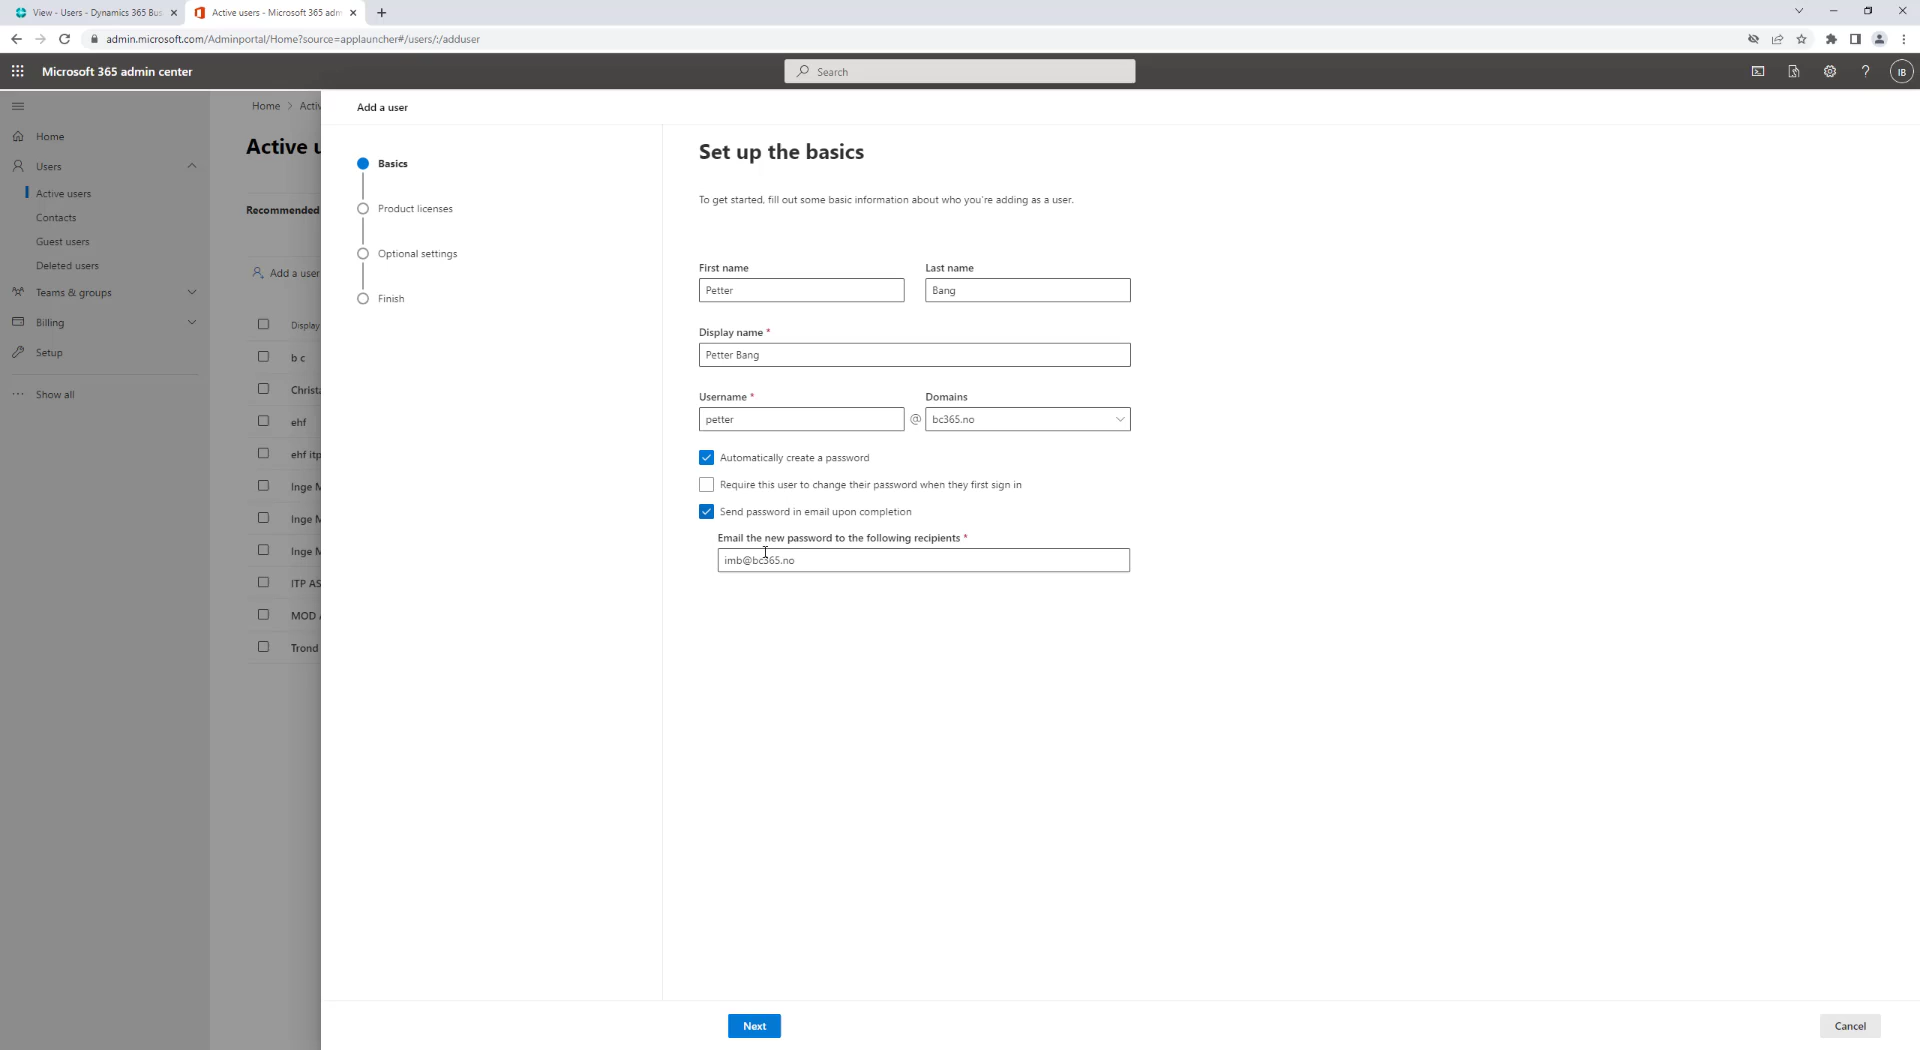 View - Users - Dynamics 365 Bus
Active users - Microsoft 365 adm
admin.microsoft.com/Adminportal/Home?source=applauncher#/users/:/adduser
Microsoft 365 admin center
Search
IB
Home
Users
Active users
Contacts
Guest users
Deleted users
Teams & groups
Billing
Setup
Show all
Home > Activ
Active u
Recommended
Add a user
Display
b c
Christa
ehf
ehf itp
Inge M
Inge M
Inge M
ITP AS
MOD A
Trond
Add a user
Basics
Product licenses
Optional settings
Finish
Set up the basics
To get started, fill out some basic information about who you're adding as a user.
First name
Last name
Petter
Bang
Display name *
Petter Bang
Username *
Domains
petter @ bc365.no
Automatically create a password
Require this user to change their password when they first sign in
Send password in email upon completion
Email the new password to the following recipients *
imb@bc365.no
Next
Cancel